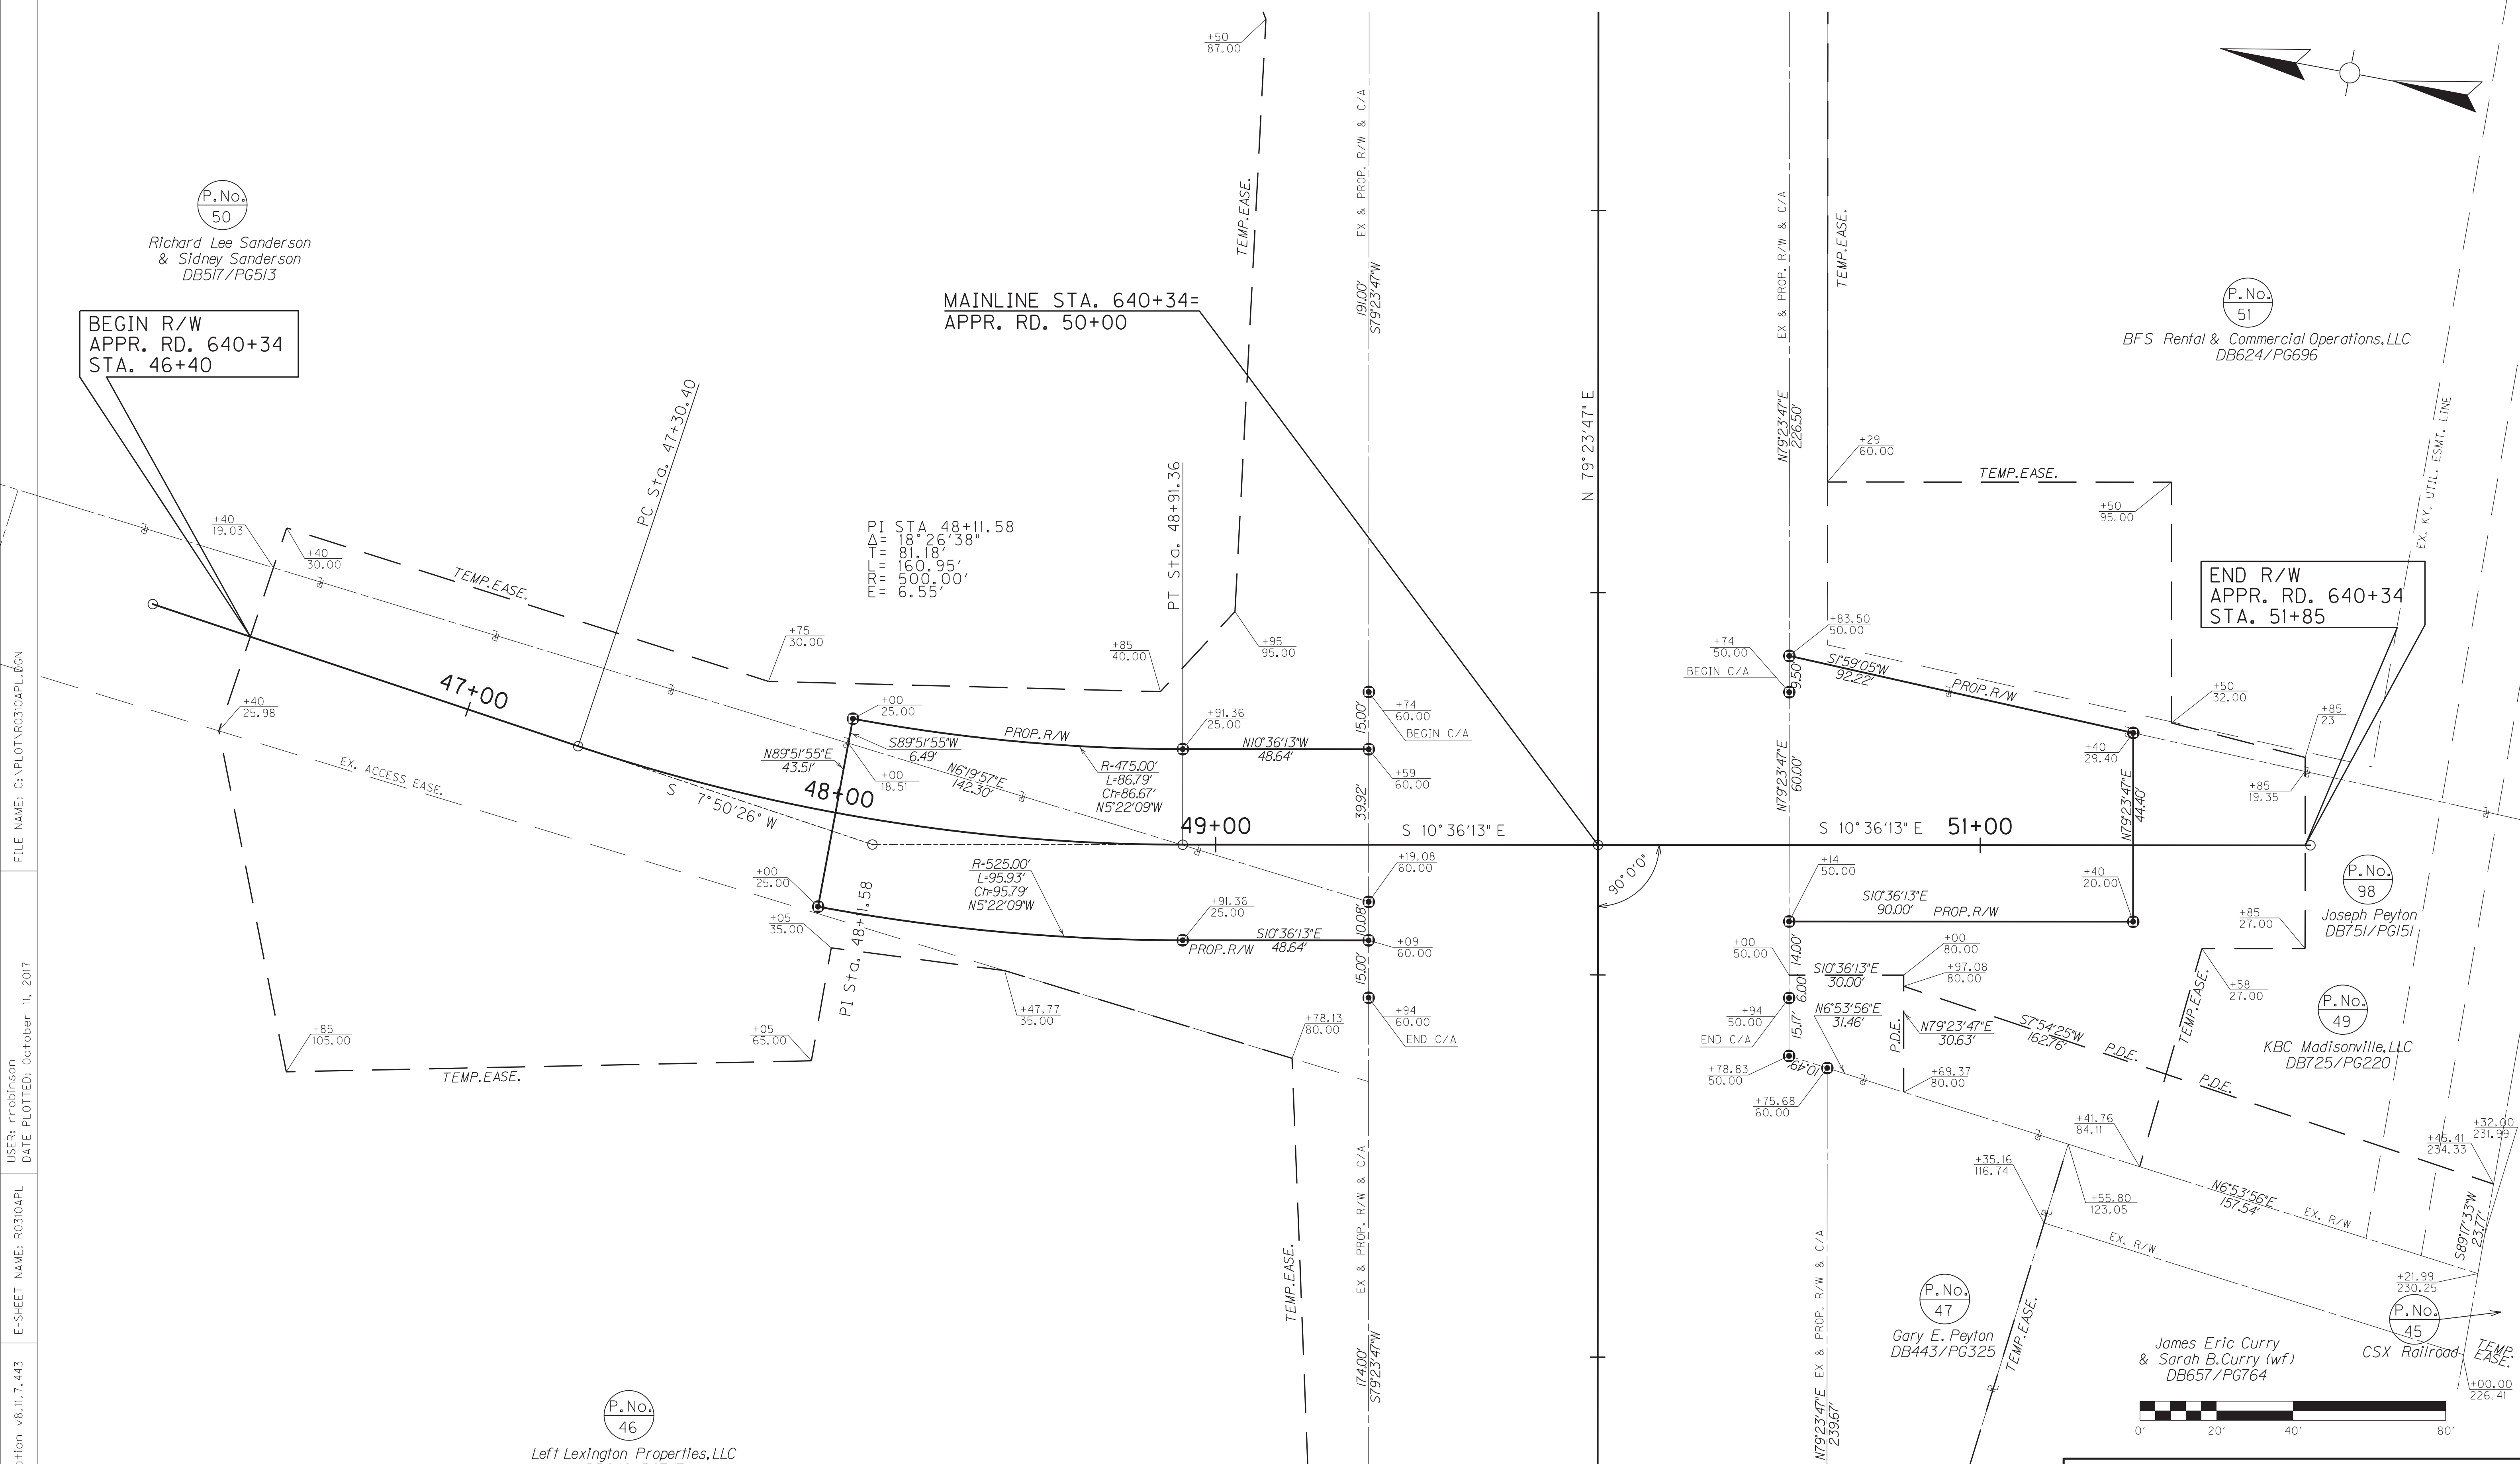 +50
87.00
EX & PROP. R/W & C/A
P.No.
50
Richard Lee Sanderson
& Sidney Sanderson
DB517/PG513
BEGIN R/W
APPR. RD. 640+34
STA. 46+40
MAINLINE STA. 640+34=
APPR. RD. 50+00
TEMP.EASE.
191.00'
S79°23'47"W
EX & PROP. R/W & C/A
TEMP.EASE.
P.No.
51
BFS Rental & Commercial Operations,LLC
DB624/PG696
N 79°23'47" E
N79°23'47"E
226.50'
EX. KY. UTIL. ESMT. LINE
+29
60.00
TEMP.EASE.
+50
95.00
PC Sta. 47+30.40
PT Sta. 48+91.36
PI STA 48+11.58
Δ= 18°26'38"
T= 81.18'
L= 160.95'
R= 500.00'
E= 6.55'
+40
19.03
+40
30.00
TEMP.EASE.
+75
30.00
+85
40.00
+95
95.00
END R/W
APPR. RD. 640+34
STA. 51+85
+83.50
50.00
+74
50.00
BEGIN C/A
9.50'
S1°59'05"W
92.22'
PROP.R/W
+50
32.00
+85
23
+40
25.98
47+00
+00
25.00
+91.36
25.00
PROP.R/W
N10°36'13"W
48.64'
15.00'
+74
60.00
BEGIN C/A
N89°51'55"E
43.51'
S89°51'55"W
6.49'
+00
18.51
N6°19'57"E
142.30'
R=475.00'
L=86.79'
Ch=86.67'
N5°22'09"W
+59
60.00
39.92'
N79°23'47"E
60.00'
+40
29.40
N79°23'47"E
44.40'
+85
19.35
EX. ACCESS EASE.
S 7°50'26" W
48+00
49+00
S 10°36'13" E
S 10°36'13" E
51+00
90°0'0"
R=525.00'
L=95.93'
Ch=95.79'
N5°22'09"W
+19.08
60.00
+14
50.00
+40
20.00
P.No.
98
Joseph Peyton
DB751/PG151
+00
25.00
+05
35.00
PI Sta. 48+11.58
+91.36
25.00
S10°36'13"E
48.64'
PROP.R/W
10.08'
+09
60.00
S10°36'13"E
90.00'
PROP.R/W
+85
27.00
14.00'
+00
50.00
+00
80.00
S10°36'13"E
30.00'
+97.08
80.00
15.00'
6.00'
+58
27.00
TEMP.EASE.
P.No.
49
KBC Madisonville,LLC
DB725/PG220
+85
105.00
+05
65.00
TEMP.EASE.
+47.77
35.00
+78.13
80.00
+94
60.00
END C/A
+94
50.00
END C/A
15.17'
N6°53'56"E
31.46'
P.D.E.
N79°23'47"E
30.63'
S7°54'25"W
162.76'
P.D.E.
P.D.E.
+78.83
50.00
10.49'
+75.68
60.00
+69.37
80.00
+41.76
84.11
+45.41
234.33
+32.00
231.99
+35.16
116.74
+55.80
123.05
N6°53'56"E
157.54'
EX. R/W
EX. R/W
S89°17'33"W
23.77'
+21.99
230.25
EX & PROP. R/W & C/A
TEMP.EASE.
EX & PROP. R/W & C/A
174.00'
S79°23'47"W
N79°23'47"E
239.67'
P.No.
47
Gary E. Peyton
DB443/PG325
TEMP.EASE.
James Eric Curry
& Sarah B.Curry (wf)
DB657/PG764
P.No.
45
CSX Railroad
TEMP.
EASE.
+00.00
226.41
0' 20' 40' 80'
P.No.
46
Left Lexington Properties,LLC
FILE NAME: C:\PLOT\R0310APL.DGN
USER: rrobinson
DATE PLOTTED: October 11, 2017
E-SHEET NAME: R0310APL
ation v8.11.7.443